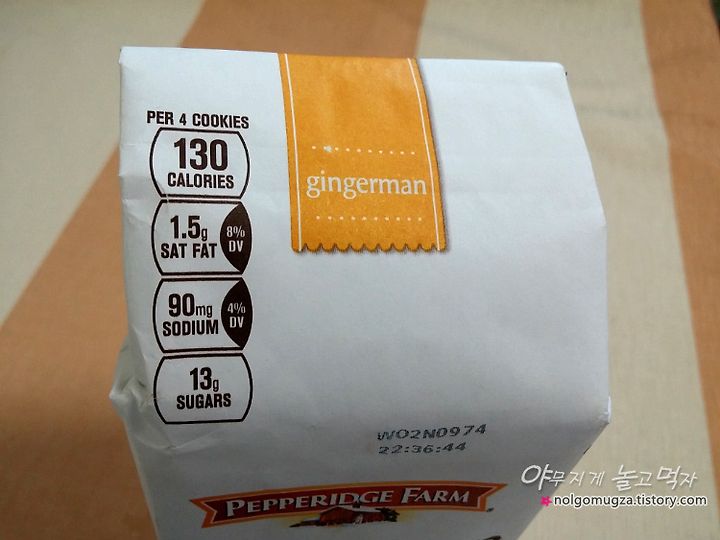 PER 4 COOKIES
130
CALORIES
1.5g
SAT FAT
8%
DV
90mg
SODIUM
4%
DV
13g
SUGARS
gingerman
WO2N0974
22:36:44
PEPPERIDGE FARM
야무지게 놀고먹자
nolgomugza.tistory.com